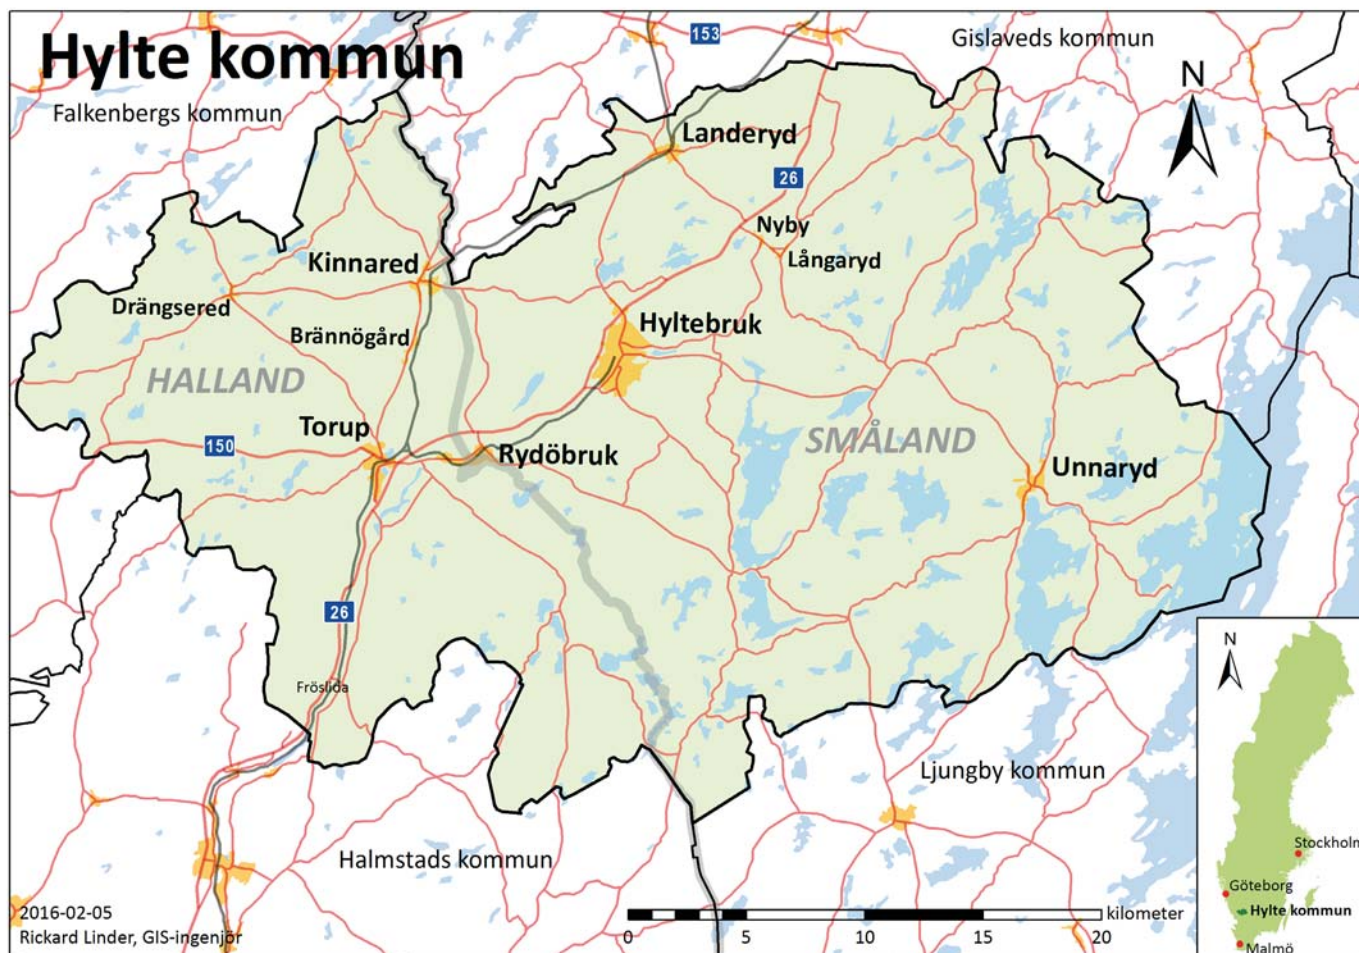 Hylte kommun
Falkenbergs kommun
153
Gislaveds kommun
N
Landeryd
26
Nyby
Långaryd
Kinnared
Drängsered
Brännögård
Hyltebruk
HALLAND
Torup
150
Rydöbruk
SMÅLAND
Unnaryd
26
Fröslida
Ljungby kommun
Halmstads kommun
2016-02-05
Rickard Linder, GIS-ingenjör
kilometer
0 5 10 15 20
N
Stockholm
Göteborg
Hylte kommun
Malmö